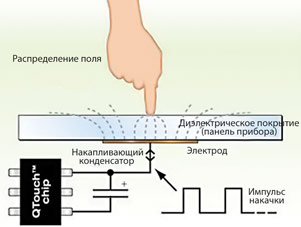 Распределение поля
Диэлектрическое покрытие
(панель прибора)
Накапливающий
конденсатор
Электрод
QTouch™
chip
+
Импульс
накачки